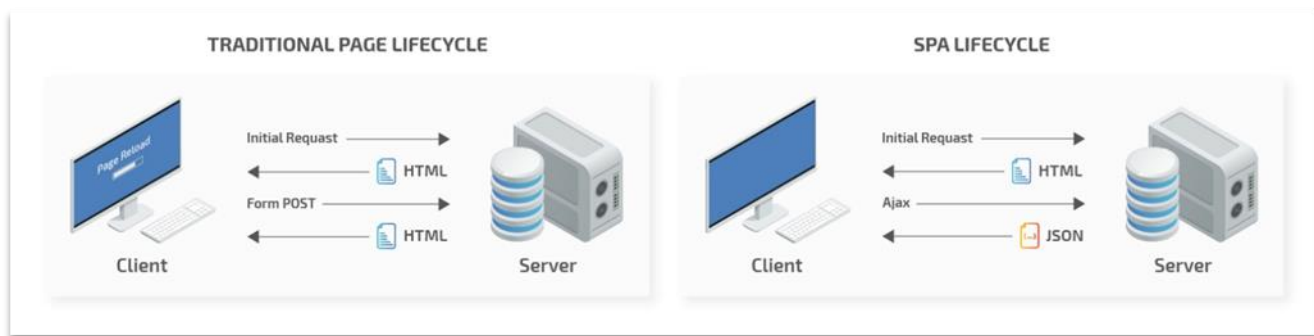 TRADITIONAL PAGE LIFECYCLE
Page Reload
Initial Requast
HTML
Form POST
HTML
Client
Server
SPA LIFECYCLE
Initial Requast
HTML
Ajax
{...} JSON
Client
Server